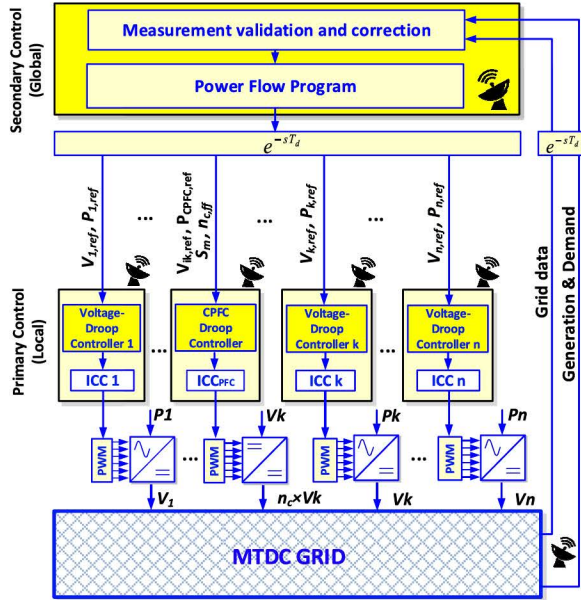 Secondary Control
(Global)
Measurement validation and correction
Power Flow Program
e^{-sT_d}
e^{-sT_d}
V_{1,ref}, P_{1,ref}
...
V_{ik,ref}, P_{CPFC,ref}
S_m, n_{c,ff}
...
V_{k,ref}, P_{k,ref}
...
V_{n,ref}, P_{n,ref}
Grid data
Generation & Demand
Primary Control
(Local)
Voltage-
Droop
Controller 1
ICC 1
...
CPFC
Droop
Controller
ICC_{PFC}
Voltage-
Droop
Controller k
ICC k
...
Voltage-
Droop
Controller n
ICC n
P1
Vk
Pk
Pn
PWM
...
PWM
PWM
...
PWM
V_1
n_c×Vk
Vk
Vn
MTDC GRID